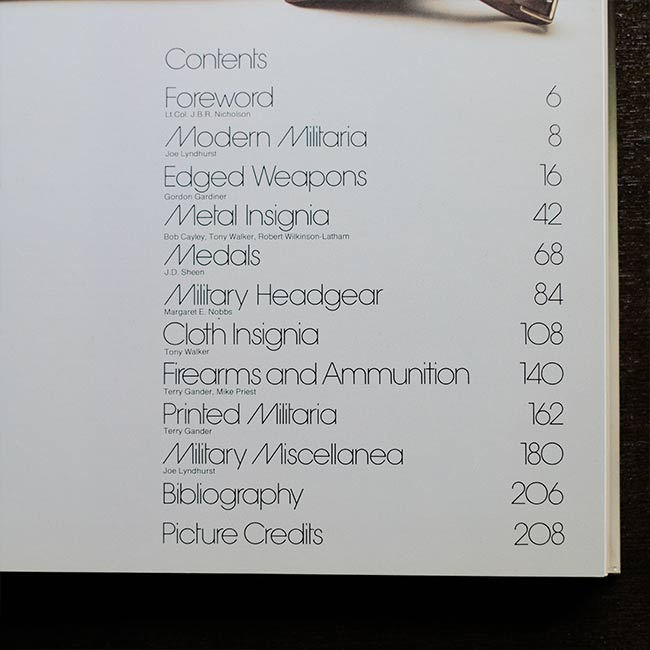 Contents
Foreword 6
Lt Col. J.B.R. Nicholson
Modern Militaria 8
Joe Lyndhurst
Edged Weapons 16
Gordon Gardiner
Metal Insignia 42
Bob Cayley, Tony Walker, Robert Wilkinson-Latham
Medals 68
J.D. Sheen
Military Headgear 84
Margaret E. Nobbs
Cloth Insignia 108
Tony Walker
Firearms and Ammunition 140
Terry Gander, Mike Priest
Printed Militaria 162
Terry Gander
Military Miscellanea 180
Joe Lyndhurst
Bibliography 206
Picture Credits 208